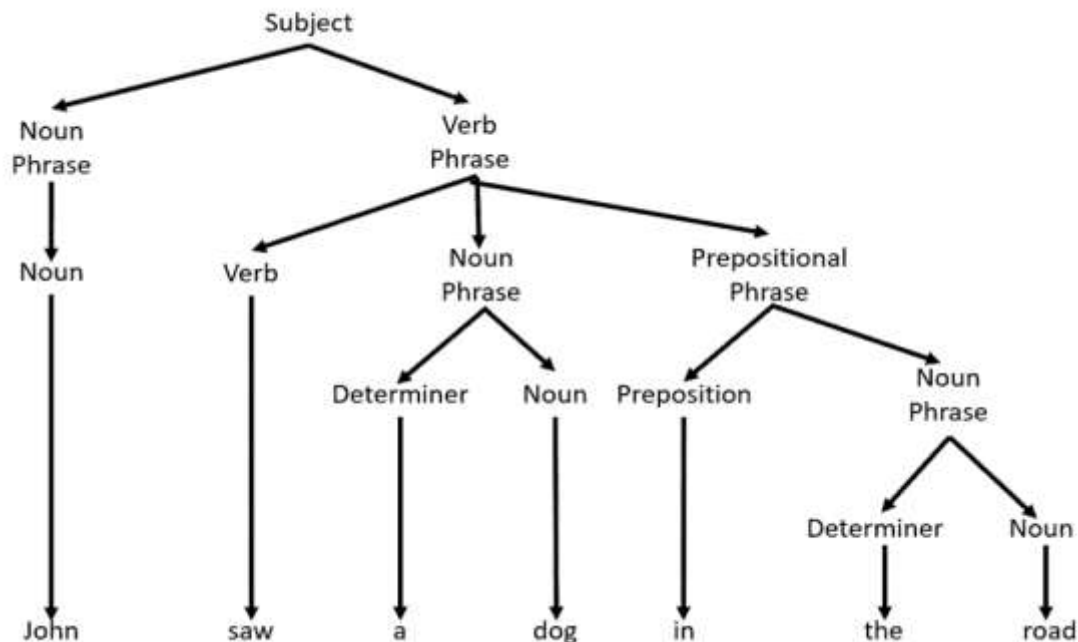 Subject
Noun
Phrase
Verb
Phrase
Noun
Verb
Noun
Phrase
Prepositional
Phrase
Determiner
Noun
Preposition
Noun
Phrase
Determiner
Noun
John saw a dog in the road